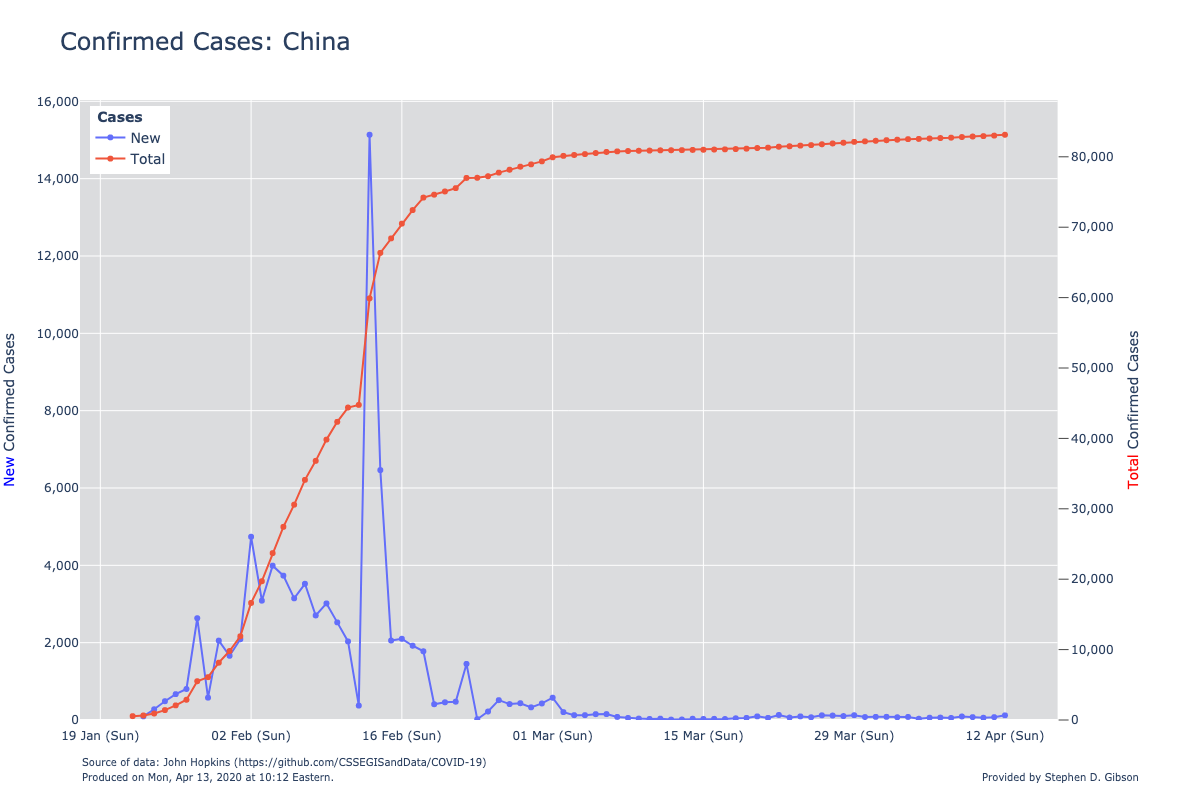 Confirmed Cases: China
Cases
New
Total
16,000
14,000
12,000
10,000
8,000
6,000
4,000
2,000
0
New Confirmed Cases
80,000
70,000
60,000
50,000
40,000
30,000
20,000
10,000
0
Total Confirmed Cases
19 Jan (Sun) 02 Feb (Sun) 16 Feb (Sun) 01 Mar (Sun) 15 Mar (Sun) 29 Mar (Sun) 12 Apr (Sun)
Source of data: John Hopkins (https://github.com/CSSEGISandData/COVID-19)
Produced on Mon, Apr 13, 2020 at 10:12 Eastern.
Provided by Stephen D. Gibson